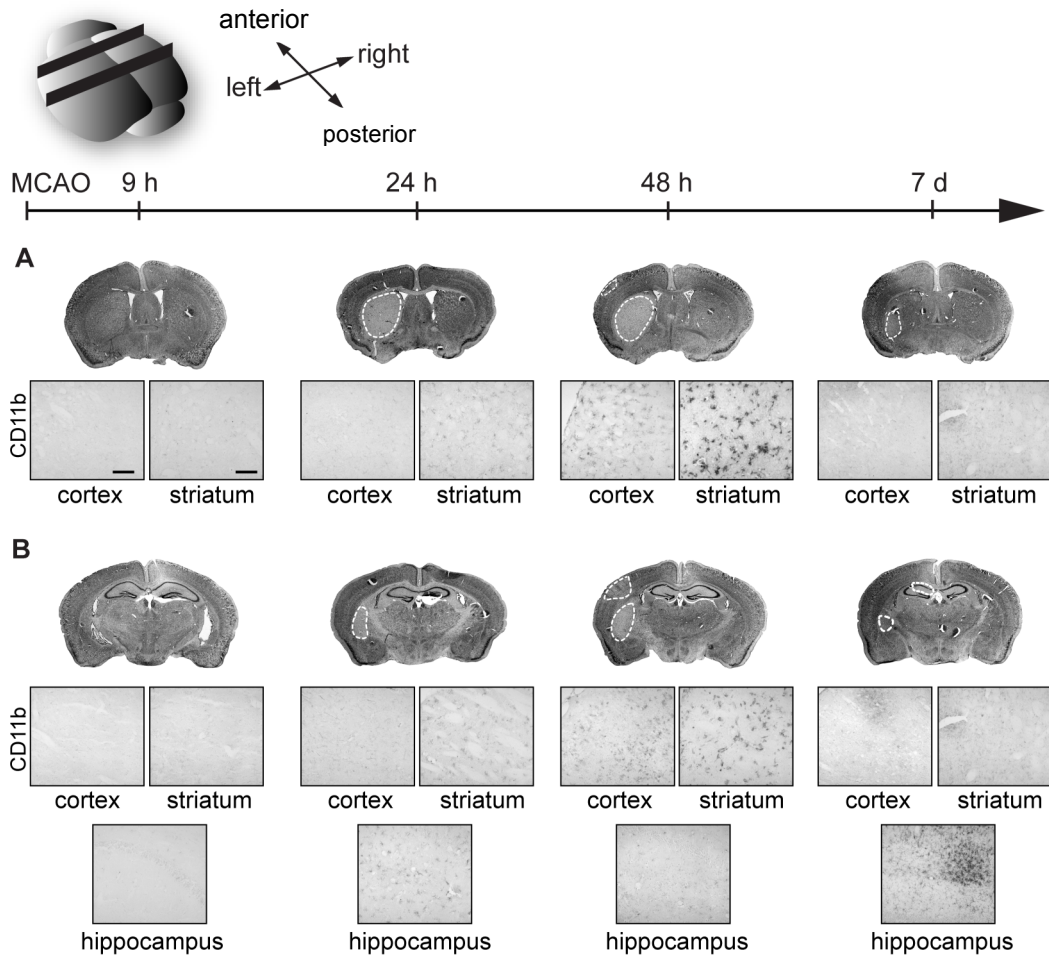 anterior
right
left
posterior
MCAO 9 h 24 h 48 h 7 d
A
CD11b
cortex striatum cortex striatum cortex striatum cortex striatum
B
CD11b
cortex striatum cortex striatum cortex striatum cortex striatum
hippocampus hippocampus hippocampus hippocampus